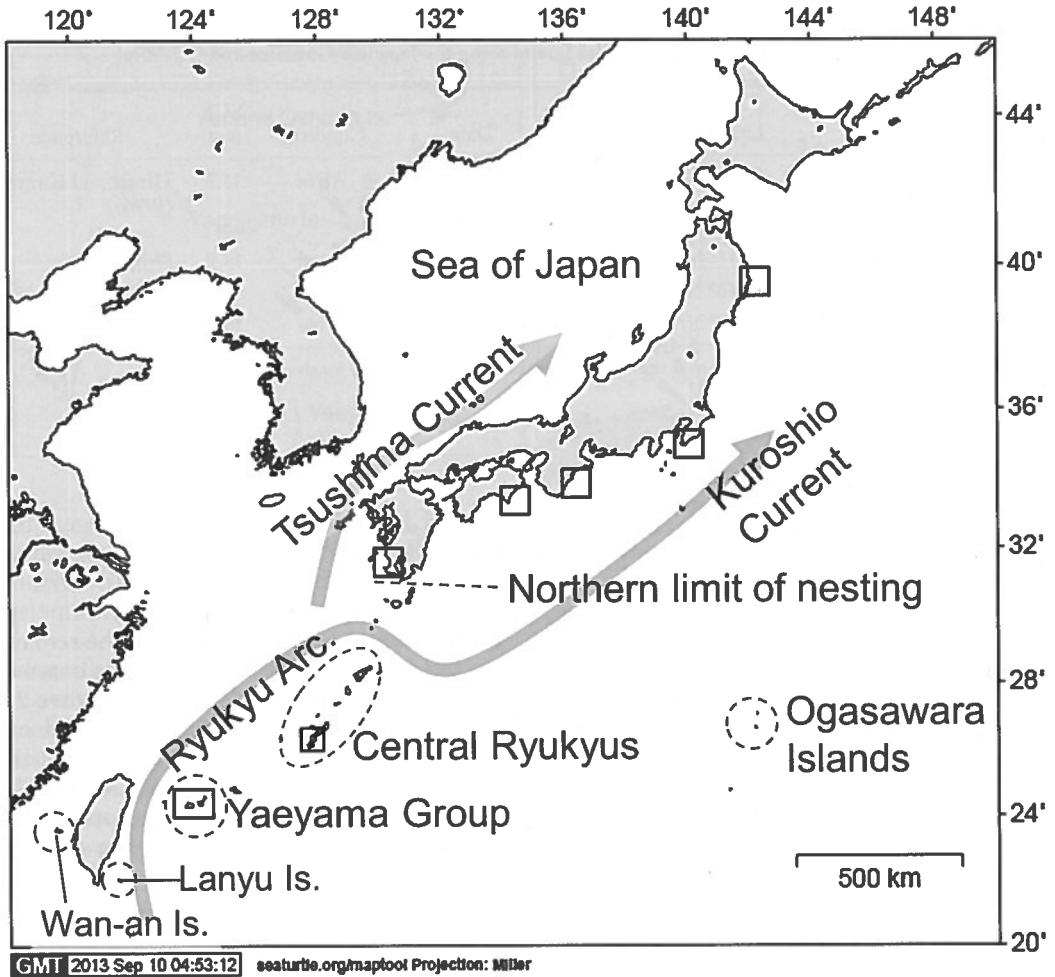 120° 124° 128° 132° 136° 140° 144° 148°
44°
Sea of Japan
40°
Tsushima Current
36°
Kuroshio
Current
32°
Northern limit of nesting
Ryukyu Arc.
28°
Ogasawara
Islands
Central Ryukyus
24°
Yaeyama Group
500 km
Lanyu Is.
Wan-an Is.
20°
GMT 2013 Sep 10 04:53:12 seaturtle.org/maptool Projection: Miller